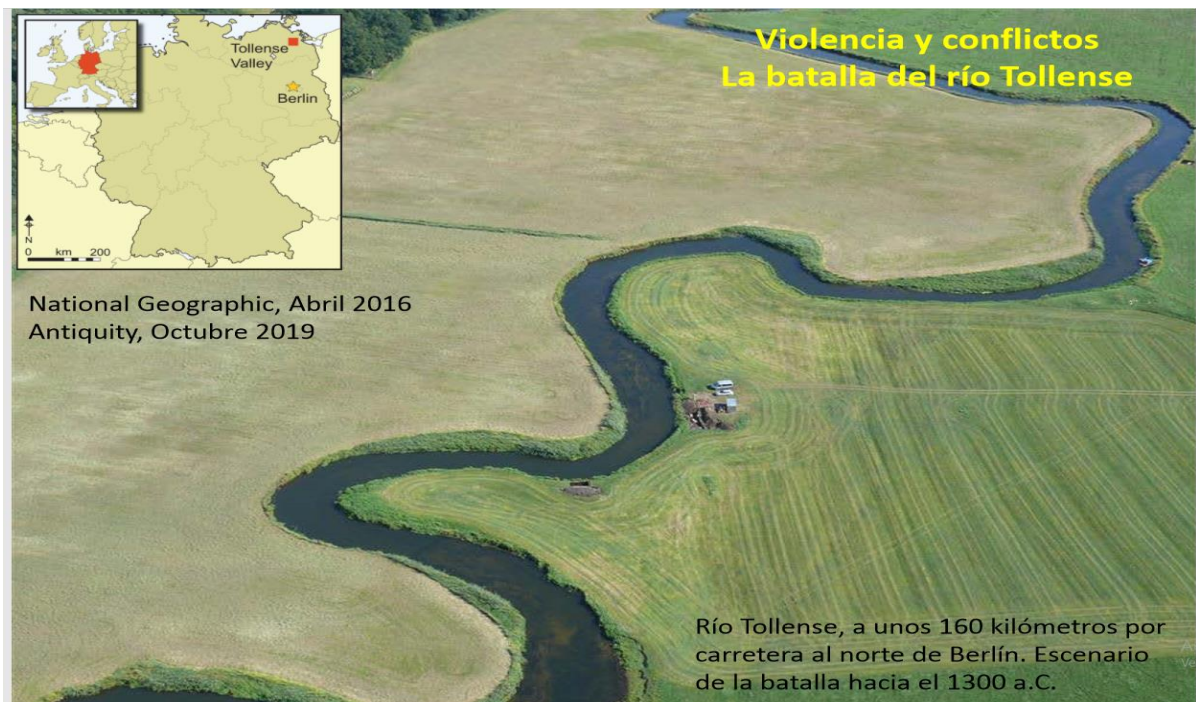 Violencia y conflictos
La batalla del río Tollense
Tollense
Valley
Berlin
N
0 km 200
National Geographic, Abril 2016
Antiquity, Octubre 2019
Río Tollense, a unos 160 kilómetros por
carretera al norte de Berlín. Escenario
de la batalla hacia el 1300 a.C.